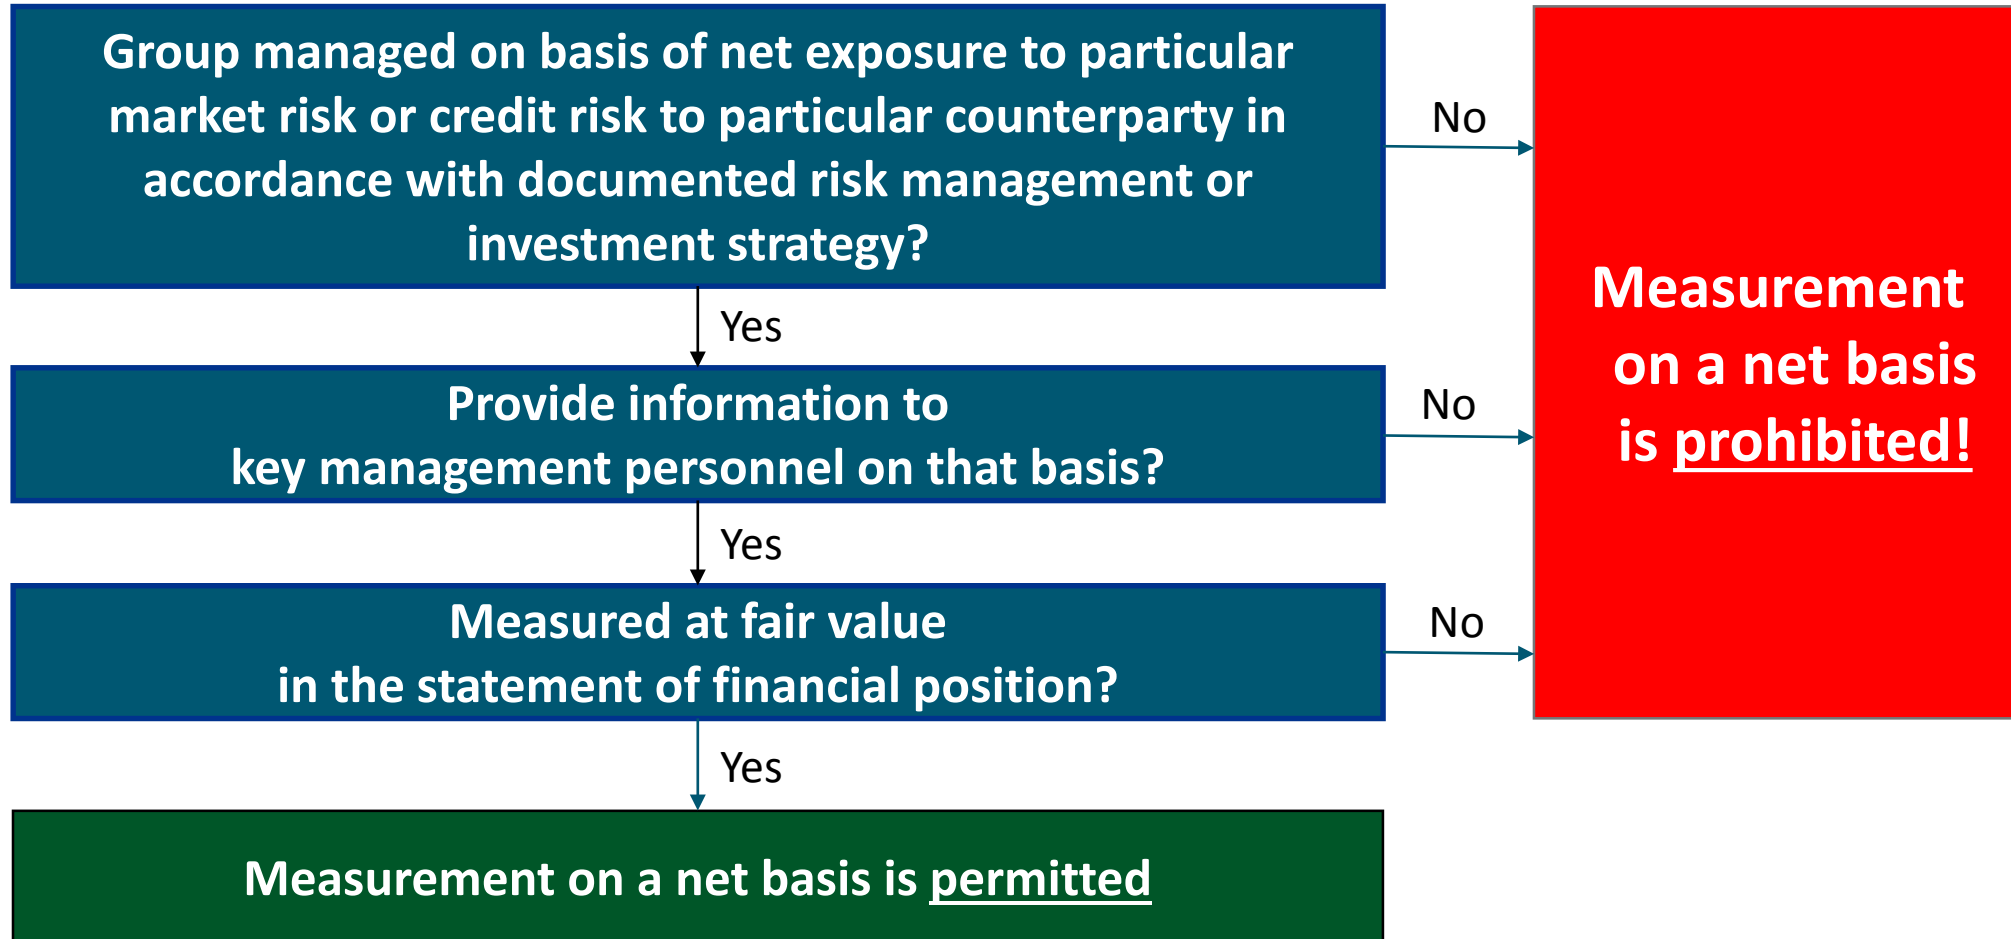 Group managed on basis of net exposure to particular
market risk or credit risk to particular counterparty in
accordance with documented risk management or
investment strategy?
No
Yes
Provide information to
key management personnel on that basis?
No
Yes
Measured at fair value
in the statement of financial position?
No
Yes
Measurement on a net basis is permitted
Measurement
on a net basis
is prohibited!